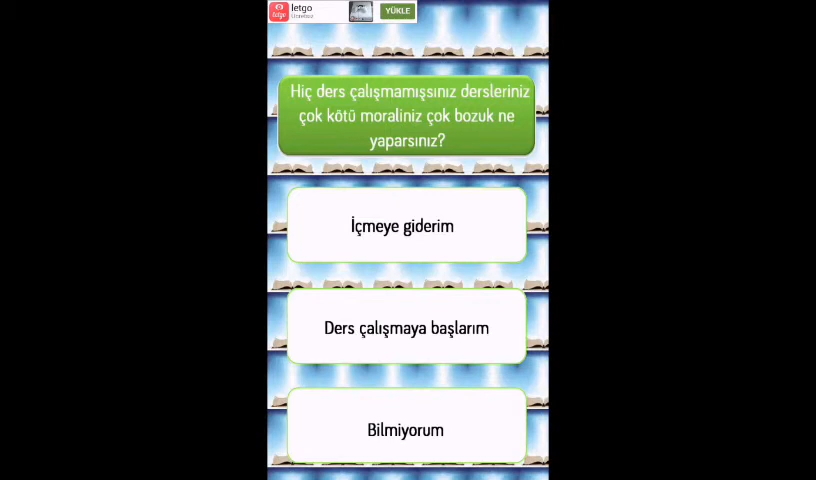 letgo
Ücretsiz
YÜKLE
Hiç ders çalışmamışsınız dersleriniz
çok kötü moraliniz çok bozuk ne
yaparsınız?
İçmeye giderim
Ders çalışmaya başlarım
Bilmiyorum